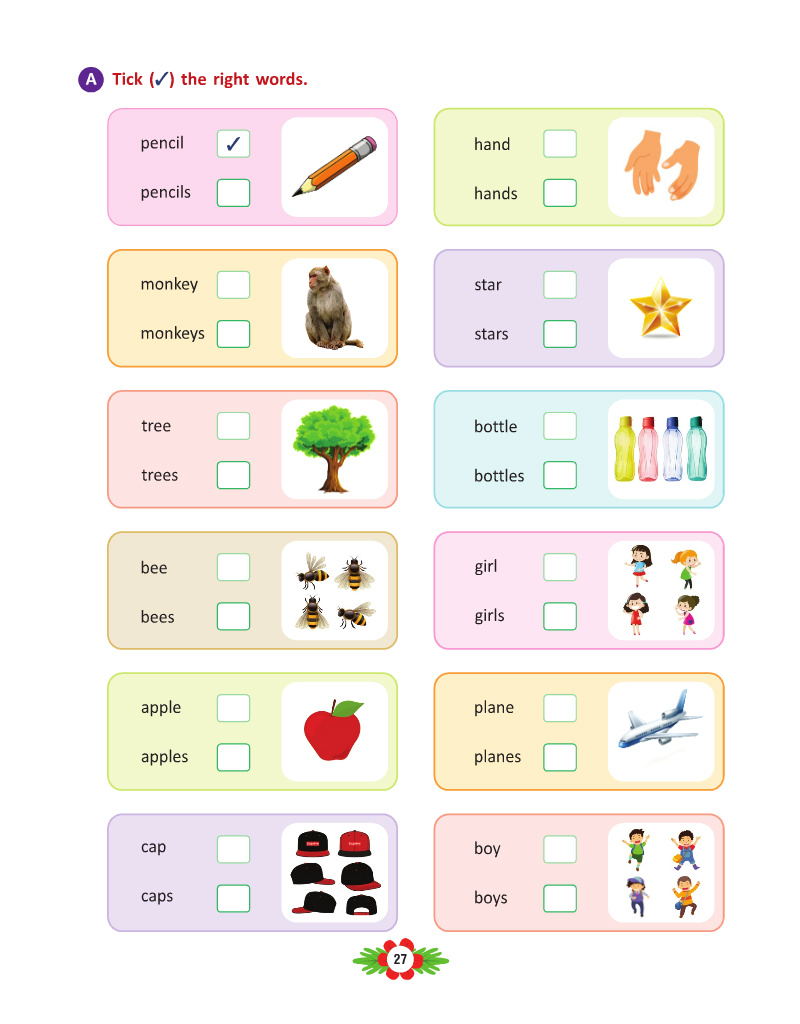 A Tick (✓) the right words.
pencil ✓
pencils
hand
hands
monkey
monkeys
star
stars
tree
trees
bottle
bottles
bee
bees
girl
girls
apple
apples
plane
planes
cap
caps
boy
boys
27